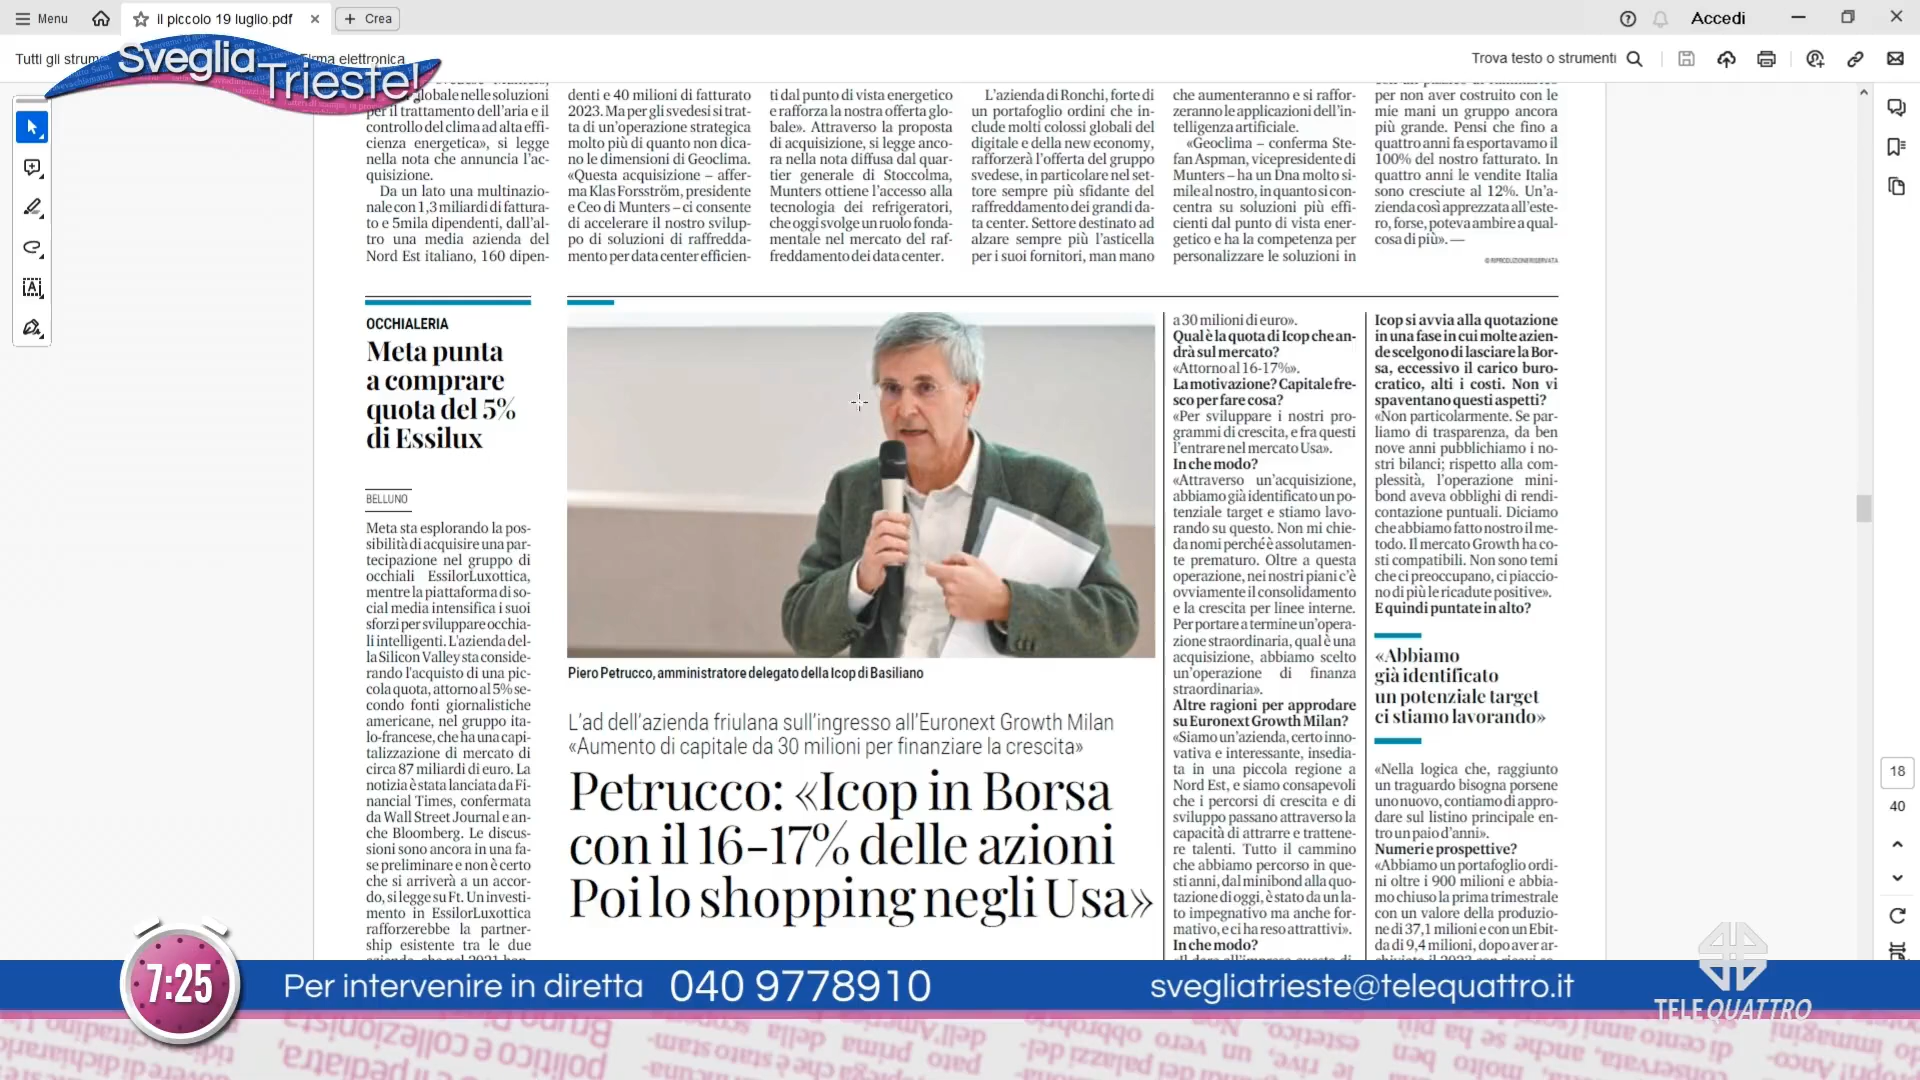 Menu
il piccolo 19 luglio.pdf
Crea
Accedi
Tutti gli strum
Firma elettronica
Trova testo o strumenti
Sveglia
Trieste!
globale nelle soluzioni
per il trattamento dell'aria e il
controllo del clima ad alta effi-
cienza energetica», si legge
nella nota che annuncia l'ac-
quisizione.
Da un lato una multinazio-
nale con 1,3 miliardi di fattura-
to e 5mila dipendenti, dall'al-
tro una media azienda del
Nord Est italiano, 160 dipen-
denti e 40 milioni di fatturato
2023. Ma per gli svedesi si trat-
ta di un'operazione strategica
molto più di quanto non dica-
no le dimensioni di Geoclima.
«Questa acquisizione – affer-
ma Klas Forsström, presidente
e Ceo di Munters – ci consente
di accelerare il nostro svilup-
po di soluzioni di raffredda-
mento per data center efficien-
ti dal punto di vista energetico
e rafforza la nostra offerta glo-
bale». Attraverso la proposta
di acquisizione, si legge anco-
ra nella nota diffusa dal quar-
tier generale di Stoccolma,
Munters ottiene l'accesso alla
tecnologia dei refrigeratori,
che oggi svolge un ruolo fonda-
mentale nel mercato del raf-
freddamento dei data center.
L'azienda di Ronchi, forte di
un portafoglio ordini che in-
clude molti colossi globali del
digitale e della new economy,
rafforzerà l'offerta del gruppo
svedese, in particolare nel set-
tore sempre più sfidante del
raffreddamento dei grandi da-
ta center. Settore destinato ad
alzare sempre più l'asticella
per i suoi fornitori, man mano
che aumenteranno e si raffor-
zeranno le applicazioni dell'in-
telligenza artificiale.
«Geoclima – conferma Ste-
fan Aspman, vicepresidente di
Munters – ha un Dna molto si-
mile al nostro, in quanto si con-
centra su soluzioni più effi-
cienti dal punto di vista ener-
getico e ha la competenza per
personalizzare le soluzioni in
per non aver costruito con le
mie mani un gruppo ancora
più grande. Pensi che fino a
quattro anni fa esportavamo il
100% del nostro fatturato. In
quattro anni le vendite Italia
sono cresciute al 12%. Un'a-
zienda così apprezzata all'este-
ro, forse, poteva ambire a qual-
cosa di più». —
© RIPRODUZIONE RISERVATA
OCCHIALERIA
Meta punta
a comprare
quota del 5%
di Essilux
BELLUNO
Meta sta esplorando la pos-
sibilità di acquisire una par-
tecipazione nel gruppo di
occhiali EssilorLuxottica,
mentre la piattaforma di so-
cial media intensifica i suoi
sforzi per sviluppare occhia-
li intelligenti. L'azienda del-
la Silicon Valley sta conside-
rando l'acquisto di una pic-
cola quota, attorno al 5% se-
condo fonti giornalistiche
americane, nel gruppo ita-
lo-francese, che ha una capi-
talizzazione di mercato di
circa 87 miliardi di euro. La
notizia è stata lanciata da Fi-
nancial Times, confermata
da Wall Street Journal e an-
che Bloomberg. Le discus-
sioni sono ancora in una fa-
se preliminare e non è certo
che si arriverà a un accor-
do, si legge su Ft. Un investi-
mento in EssilorLuxottica
rafforzerebbe la partner-
ship esistente tra le due
Piero Petrucco, amministratore delegato della Icop di Basiliano
L'ad dell'azienda friulana sull'ingresso all'Euronext Growth Milan
«Aumento di capitale da 30 milioni per finanziare la crescita»
Petrucco: «Icop in Borsa
con il 16-17% delle azioni
Poi lo shopping negli Usa»
a 30 milioni di euro».
Qual è la quota di Icop che an-
drà sul mercato?
«Attorno al 16-17%».
La motivazione? Capitale fre-
sco per fare cosa?
«Per sviluppare i nostri pro-
grammi di crescita, e fra questi
l'entrare nel mercato Usa».
In che modo?
«Attraverso un'acquisizione,
abbiamo già identificato un po-
tenziale target e stiamo lavo-
rando su questo. Non mi chie-
da nomi perché è assolutamen-
te prematuro. Oltre a questa
operazione, nei nostri piani c'è
ovviamente il consolidamento
e la crescita per linee interne.
Per portare a termine un'opera-
zione straordinaria, qual è una
acquisizione, abbiamo scelto
un'operazione di finanza
straordinaria».
Altre ragioni per approdare
su Euronext Growth Milan?
«Siamo un'azienda, certo inno-
vativa e interessante, insedia-
ta in una piccola regione a
Nord Est, e siamo consapevoli
che i percorsi di crescita e di
sviluppo passano attraverso la
capacità di attrarre e trattene-
re talenti. Tutto il cammino
che abbiamo percorso in que-
sti anni, dal minibond alla quo-
tazione di oggi, è stato da un la-
to impegnativo ma anche for-
mativo, e ci ha reso attrattivi».
In che modo?
Icop si avvia alla quotazione
in una fase in cui molte azien-
de scelgono di lasciare la Bor-
sa, eccessivo il carico buro-
cratico, alti i costi. Non vi
spaventano questi aspetti?
«Non particolarmente. Se par-
liamo di trasparenza, da ben
nove anni pubblichiamo i no-
stri bilanci; rispetto alla com-
plessità, l'operazione mini-
bond aveva obblighi di rendi-
contazione puntuali. Diciamo
che abbiamo fatto nostro il me-
todo. Il mercato Growth ha co-
sti compatibili. Non sono temi
che ci preoccupano, ci piaccio-
no di più le ricadute positive».
E quindi puntate in alto?
«Abbiamo
già identificato
un potenziale target
ci stiamo lavorando»
«Nella logica che, raggiunto
un traguardo bisogna porsene
uno nuovo, contiamo di appro-
dare sul listino principale en-
tro un paio d'anni».
Numeri e prospettive?
«Abbiamo un portafoglio ordi-
ni oltre i 900 milioni e abbia-
mo chiuso la prima trimestrale
con un valore della produzio-
ne di 37,1 milioni e con un Ebit-
da di 9,4 milioni, dopo aver ar-
18
40
7:25
Per intervenire in diretta 040 9778910
svegliatrieste@telequattro.it
TELEQUATTRO